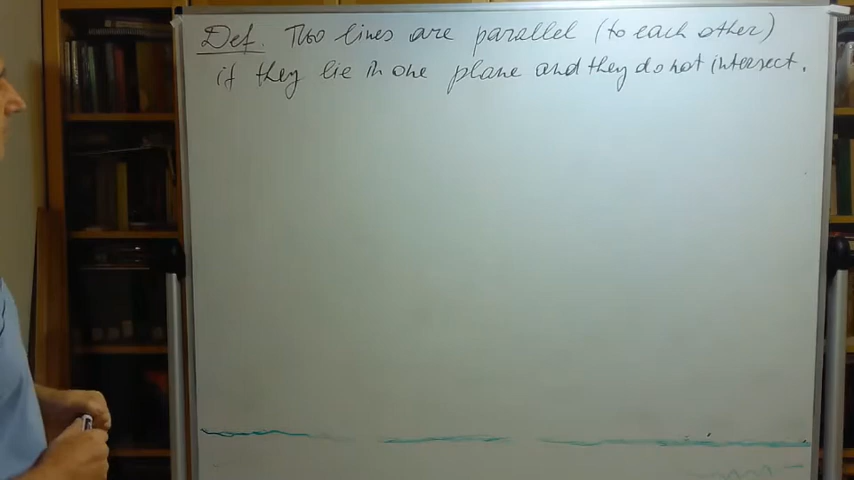 Def. Two lines are parallel (to each other)
if they lie in one plane and they do not intersect.